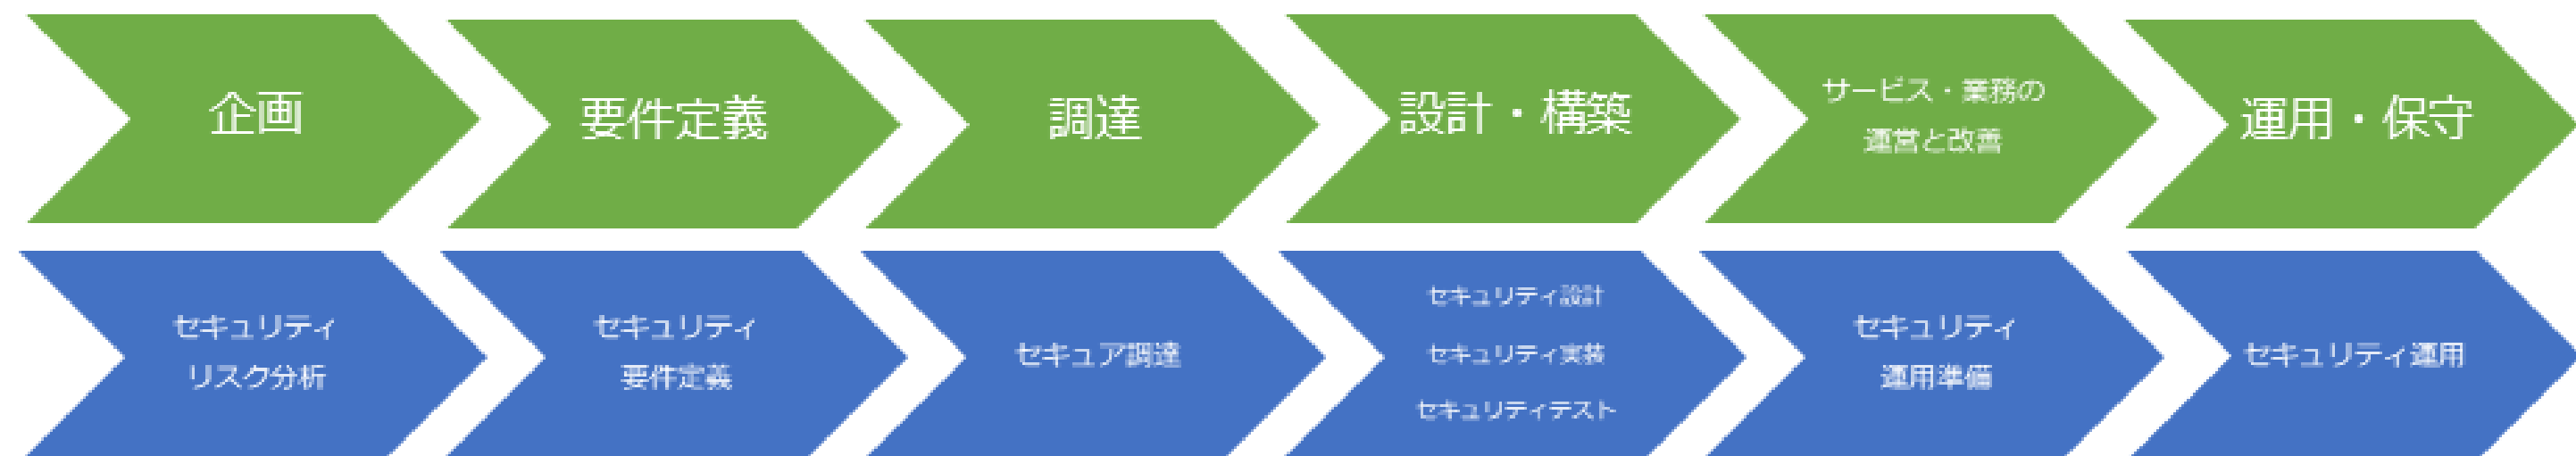 企画
要件定義
調達
設計・構築
サービス・業務の
運営と改善
運用・保守
セキュリティ
リスク分析
セキュリティ
要件定義
セキュア調達
セキュリティ設計
セキュリティ実装
セキュリティテスト
セキュリティ
運用準備
セキュリティ運用